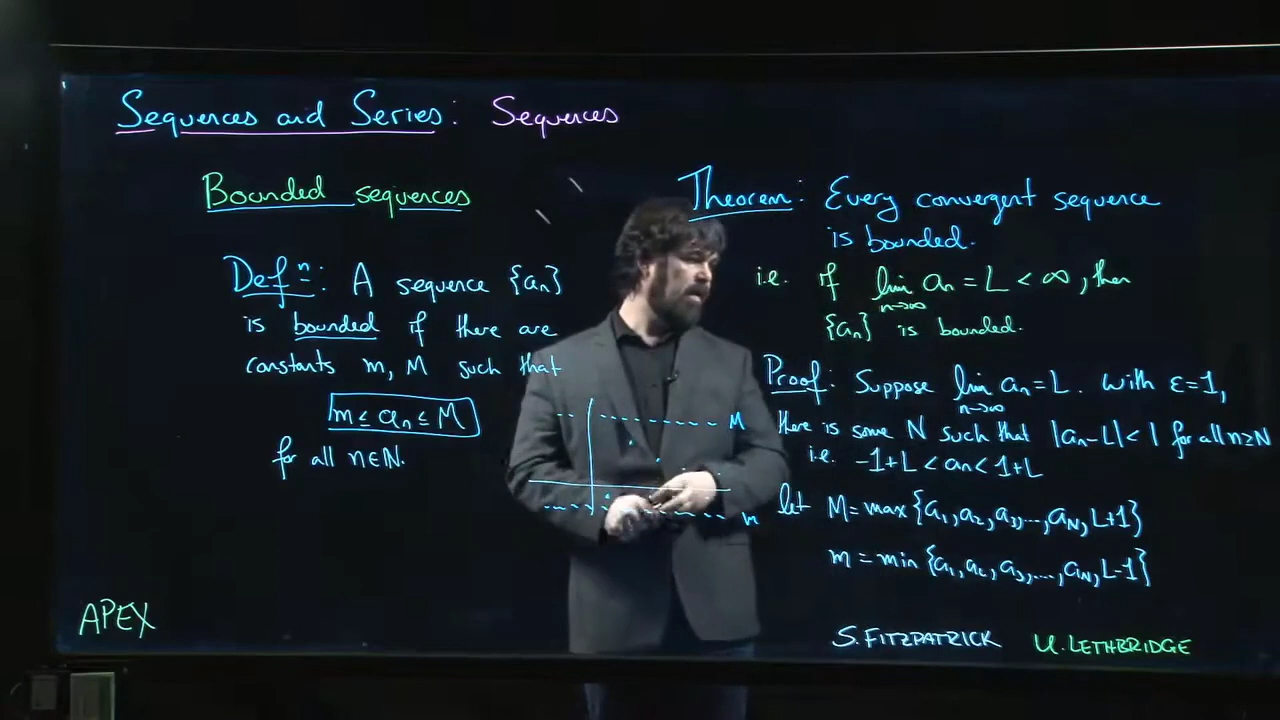 Sequences and Series: Sequences
Bounded sequences
Defⁿ: A sequence {aₙ}
is bounded if there are
constants m, M such that
m ≤ aₙ ≤ M
for all n∈ℕ.
M
m
Theorem: Every convergent sequence
is bounded.
i.e. if lim aₙ = L < ∞, then
n→∞
{aₙ} is bounded.
Proof: Suppose lim aₙ = L. With ε=1,
n→∞
there is some N such that |aₙ-L|<1 for all n≥N
i.e. -1+L < aₙ < 1+L
let M = max{a₁,a₂,a₃,...,a_N,L+1}
m = min{a₁,a₂,a₃,...,a_N,L-1}
APEX
S. FITZPATRICK U. LETHBRIDGE